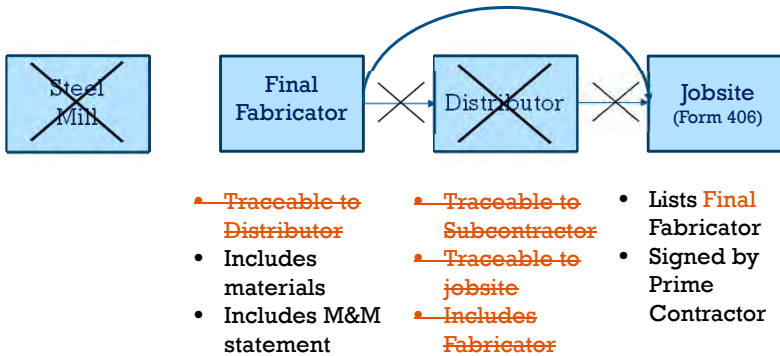 Steel
Mill
Final
Fabricator
Distributor
Jobsite
(Form 406)
• Traceable to
Distributor
• Includes
materials
• Includes M&M
statement
• Traceable to
Subcontractor
• Traceable to
jobsite
• Includes
Fabricator
• Lists Final
Fabricator
• Signed by
Prime
Contractor